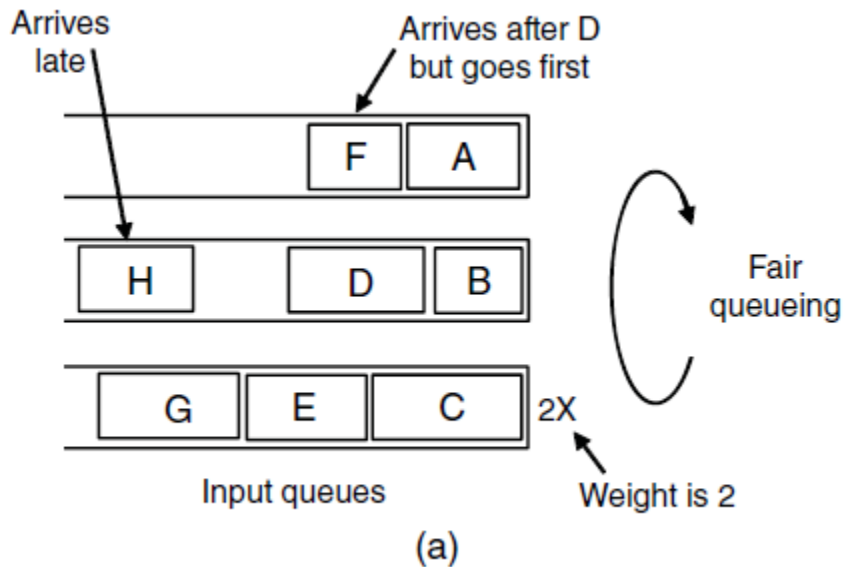 Arrives
late
Arrives after D
but goes first
F A
H D B
Fair
queueing
G E C 2X
Input queues
Weight is 2
(a)